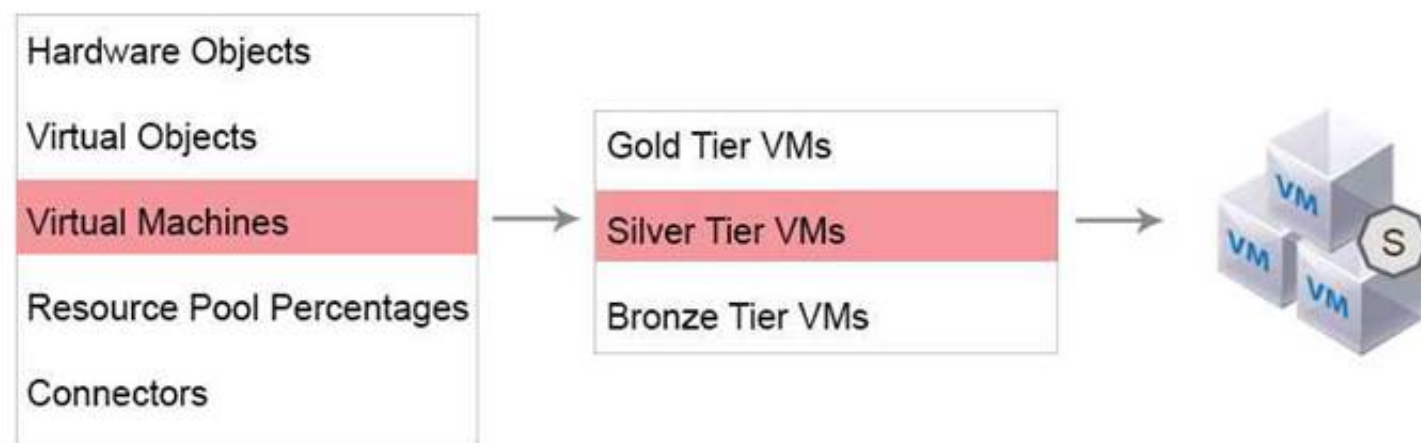 Hardware Objects
Virtual Objects
Virtual Machines
Resource Pool Percentages
Connectors
Gold Tier VMs
Silver Tier VMs
Bronze Tier VMs
VM
VM
VM
S